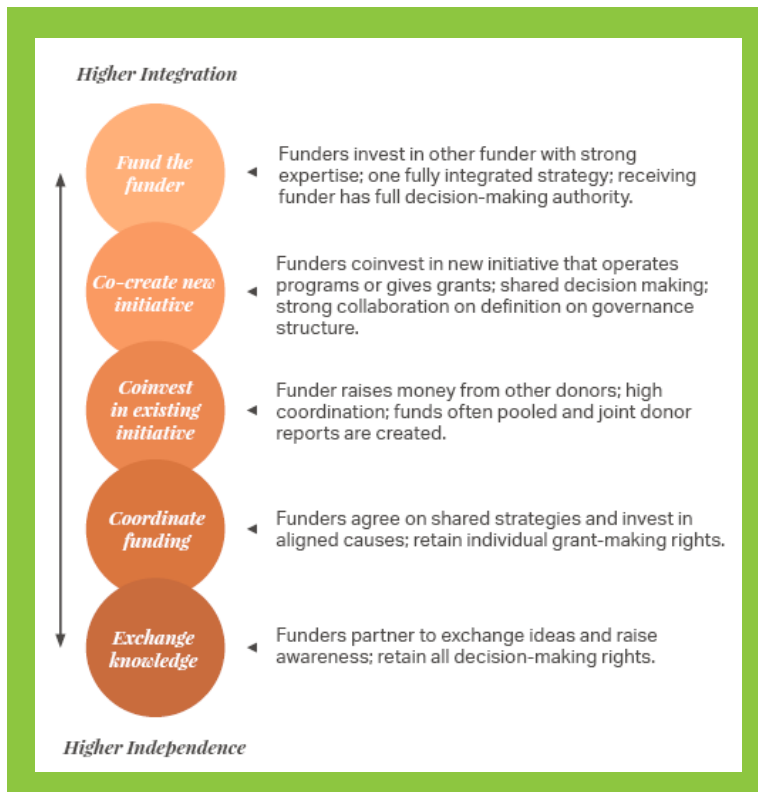 Higher Integration
Fund the
funder
Funders invest in other funder with strong
expertise; one fully integrated strategy; receiving
funder has full decision-making authority.
Co-create new
initiative
Funders coinvest in new initiative that operates
programs or gives grants; shared decision making;
strong collaboration on definition on governance
structure.
Coinvest
in existing
initiative
Funder raises money from other donors; high
coordination; funds often pooled and joint donor
reports are created.
Coordinate
funding
Funders agree on shared strategies and invest in
aligned causes; retain individual grant-making rights.
Exchange
knowledge
Funders partner to exchange ideas and raise
awareness; retain all decision-making rights.
Higher Independence